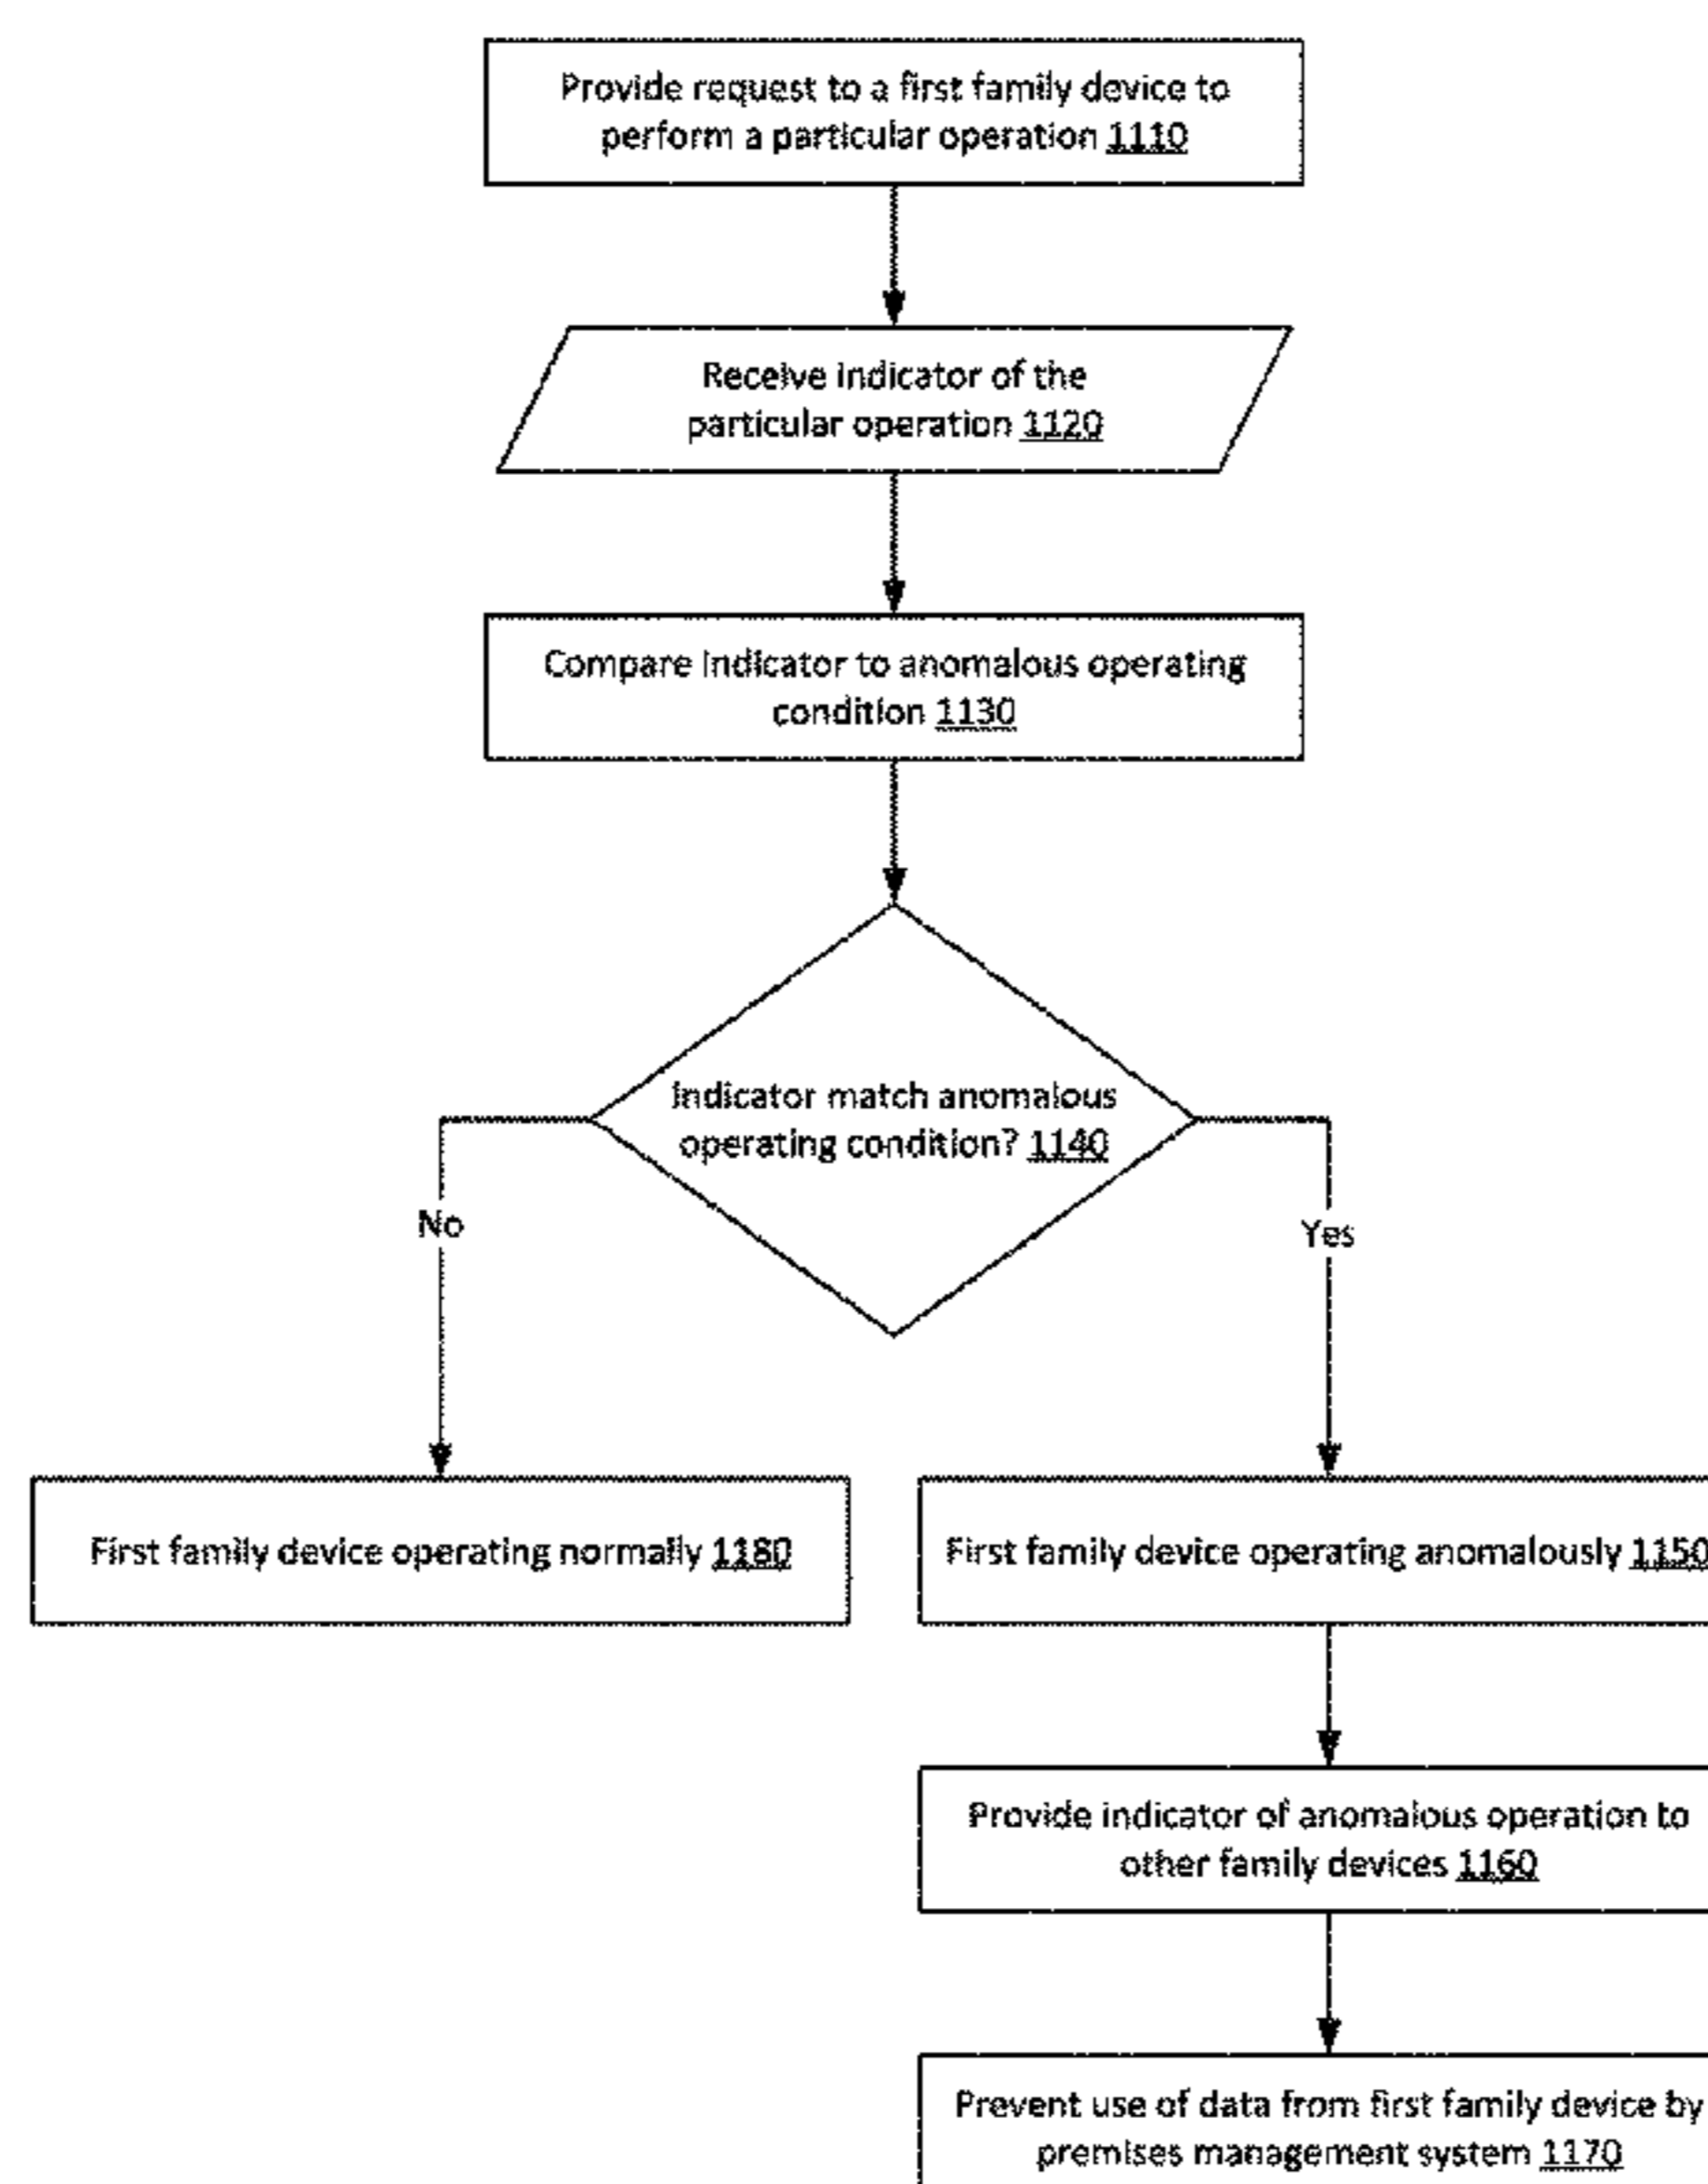 Provide request to a first family device to
perform a particular operation 1110
Receive indicator of the
particular operation 1120
Compare indicator to anomalous operating
condition 1130
Indicator match anomalous
operating condition? 1140
No
Yes
First family device operating normally 1180
First family device operating anomalously 1150
Provide indicator of anomalous operation to
other family devices 1160
Prevent use of data from first family device by
premises management system 1170